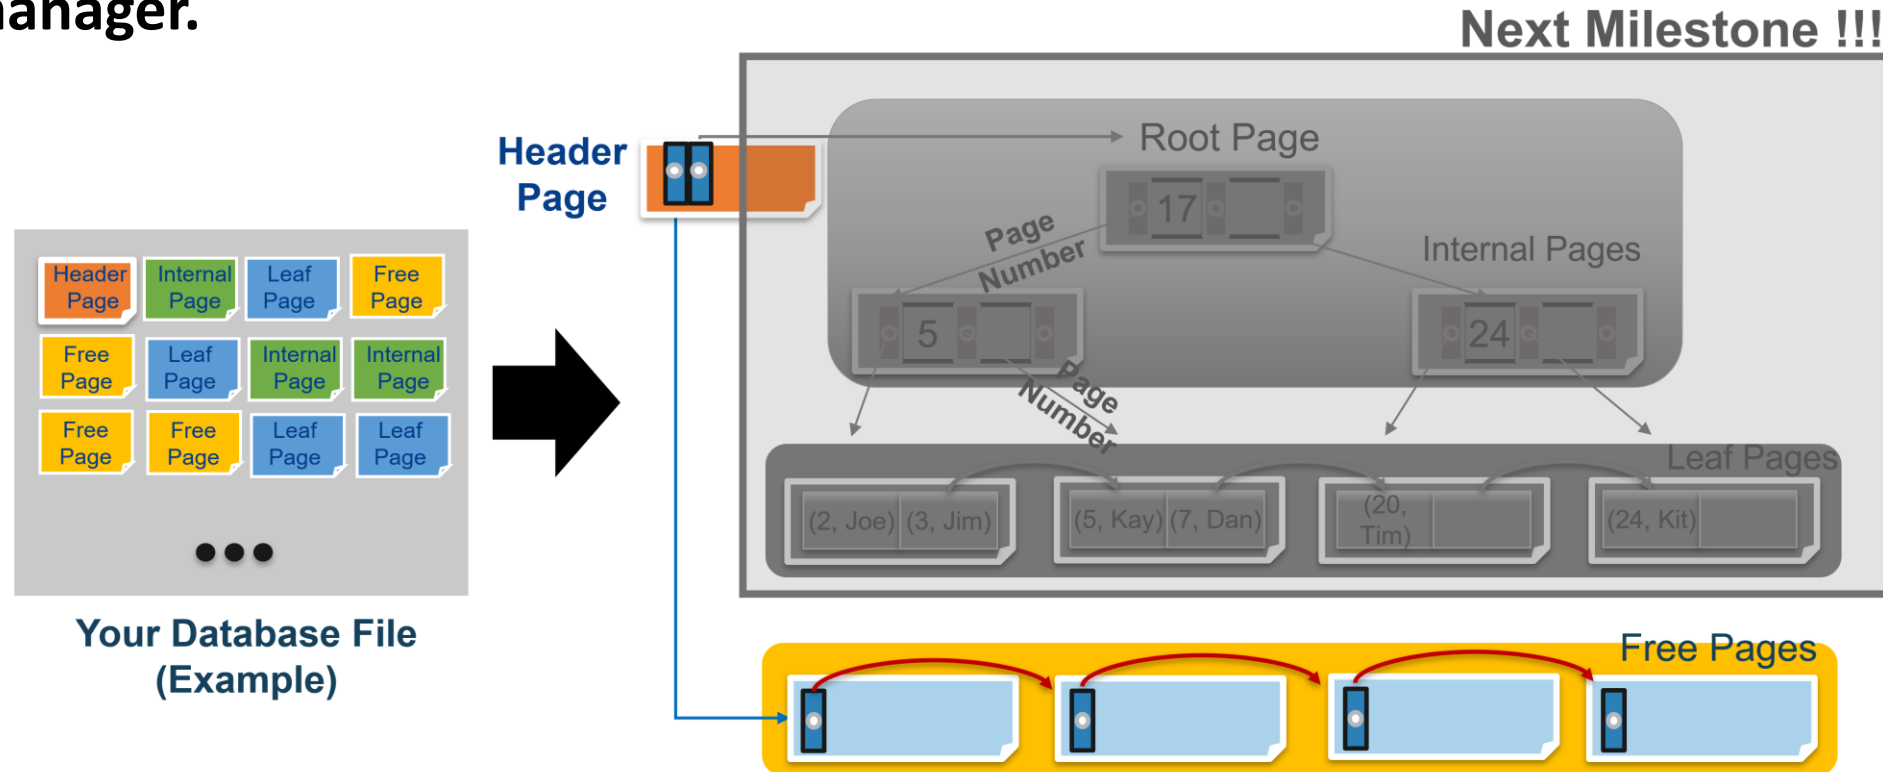 anager.
Next Milestone !!!
Header
Page
Root Page
17
Page
Number
Internal Pages
5
24
Page
Number
Leaf Pages
(2, Joe) (3, Jim)
(5, Kay) (7, Dan)
(20,
Tim)
(24, Kit)
Header
Page
Internal
Page
Leaf
Page
Free
Page
Free
Page
Leaf
Page
Internal
Page
Internal
Page
Free
Page
Free
Page
Leaf
Page
Leaf
Page
Your Database File
(Example)
Free Pages